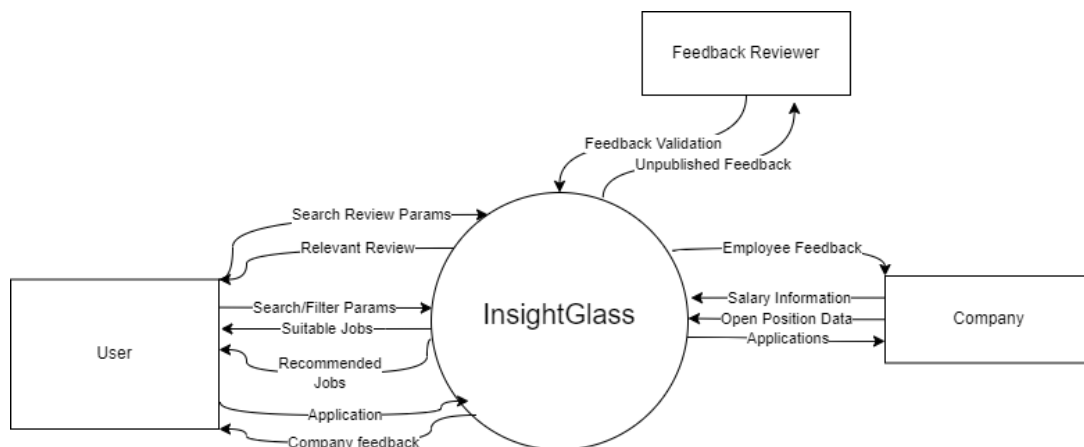 Feedback Reviewer
Feedback Validation
Unpublished Feedback
Search Review Params
Relevant Review
Employee Feedback
InsightGlass
Search/Filter Params
Suitable Jobs
Salary Information
Open Position Data
Applications
Company
User
Recommended
Jobs
Application
Company feedback